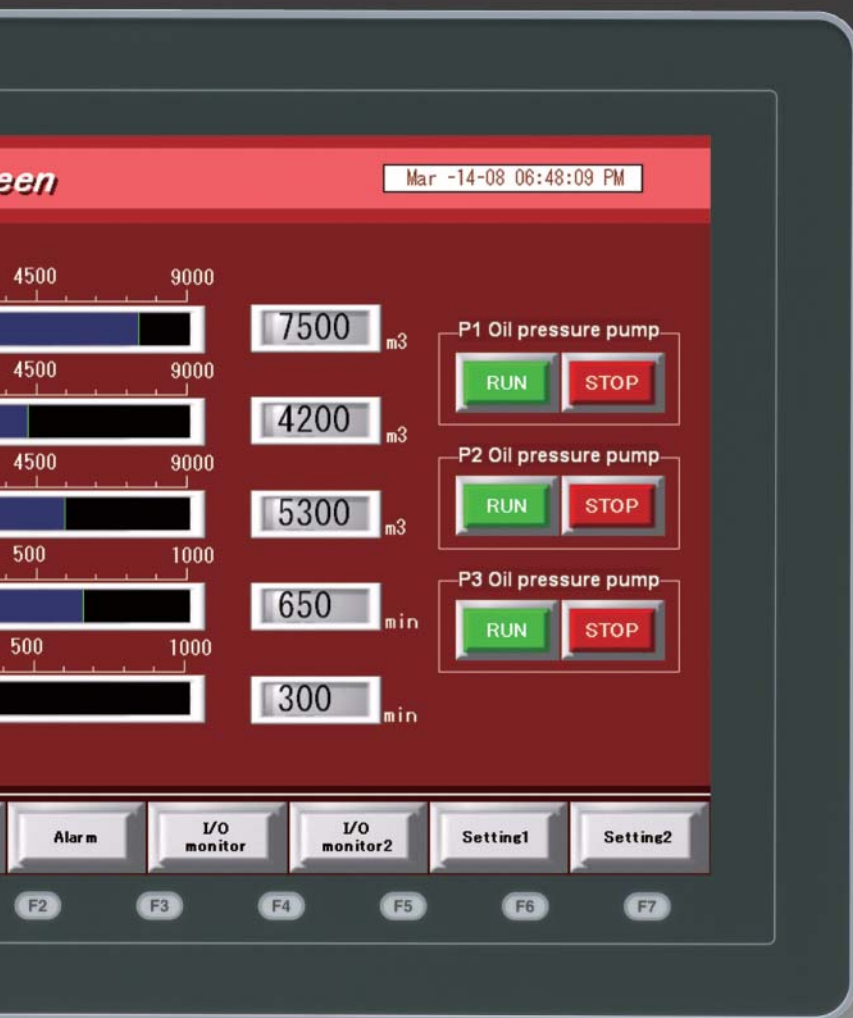 een
Mar -14-08 06:48:09 PM
4500 9000
7500 m3
4500 9000
4200 m3
4500 9000
5300 m3
500 1000
650 min
500 1000
300 min
P1 Oil pressure pump
RUN STOP
P2 Oil pressure pump
RUN STOP
P3 Oil pressure pump
RUN STOP
Alarm
I/O
monitor
I/O
monitor2
Setting1
Setting2
F2 F3 F4 F5 F6 F7